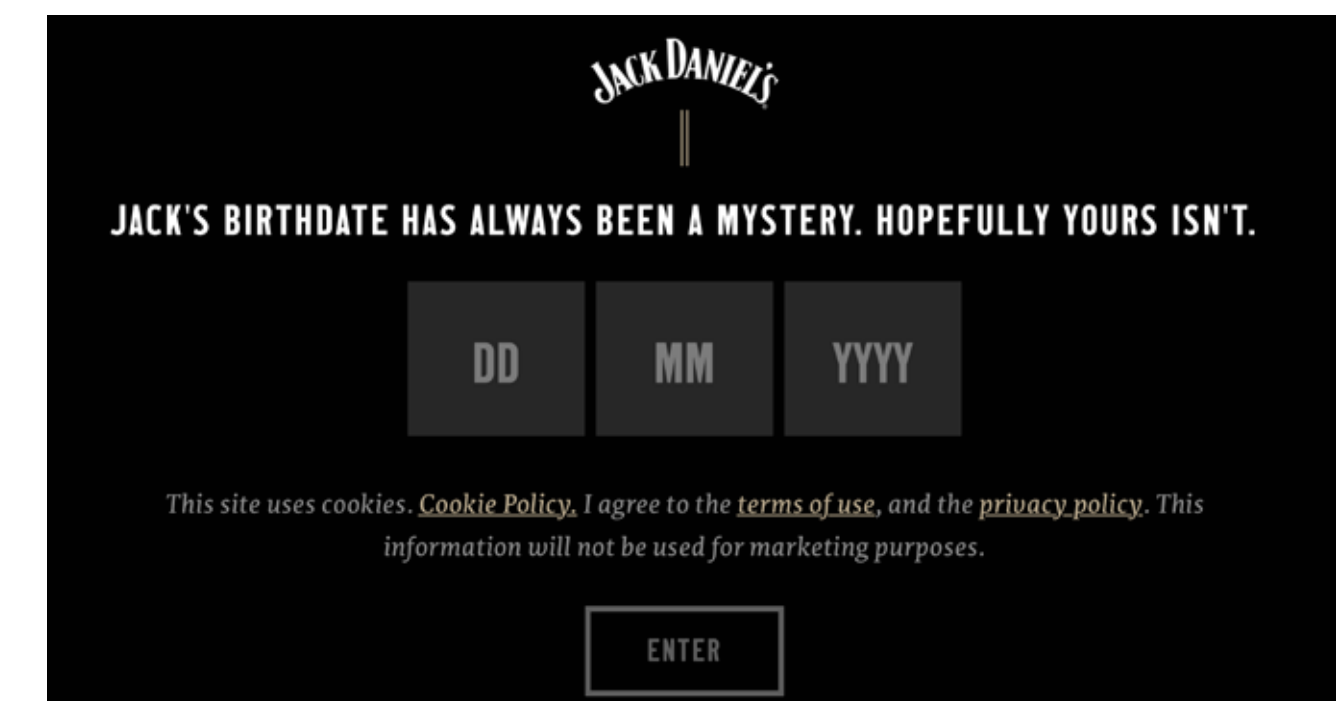 JACK DANIEL'S
JACK'S BIRTHDATE HAS ALWAYS BEEN A MYSTERY. HOPEFULLY YOURS ISN'T.
DD MM YYYY
This site uses cookies. Cookie Policy. I agree to the terms of use, and the privacy policy. This
information will not be used for marketing purposes.
ENTER